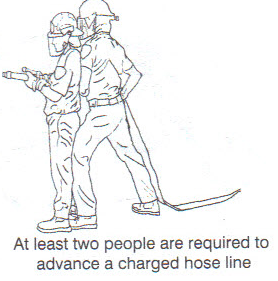 At least two people are required to
advance a charged hose line